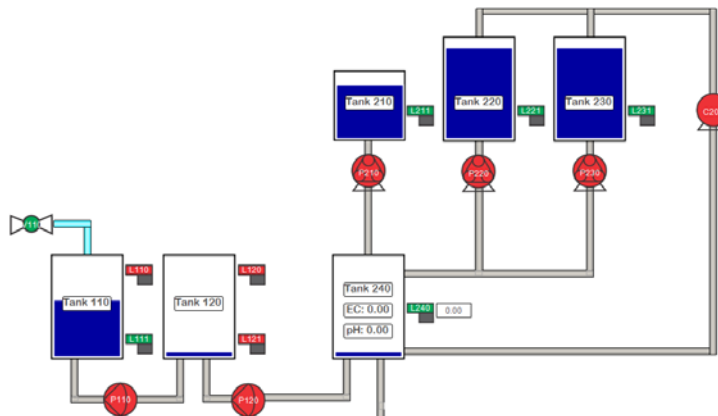 Tank 210
L211
Tank 220
L221
Tank 230
L231
P210
P220
P230
L110
Tank 110
L111
L120
Tank 120
L121
Tank 240
EC: 0.00
pH: 0.00
L240
0.00
P110
P120